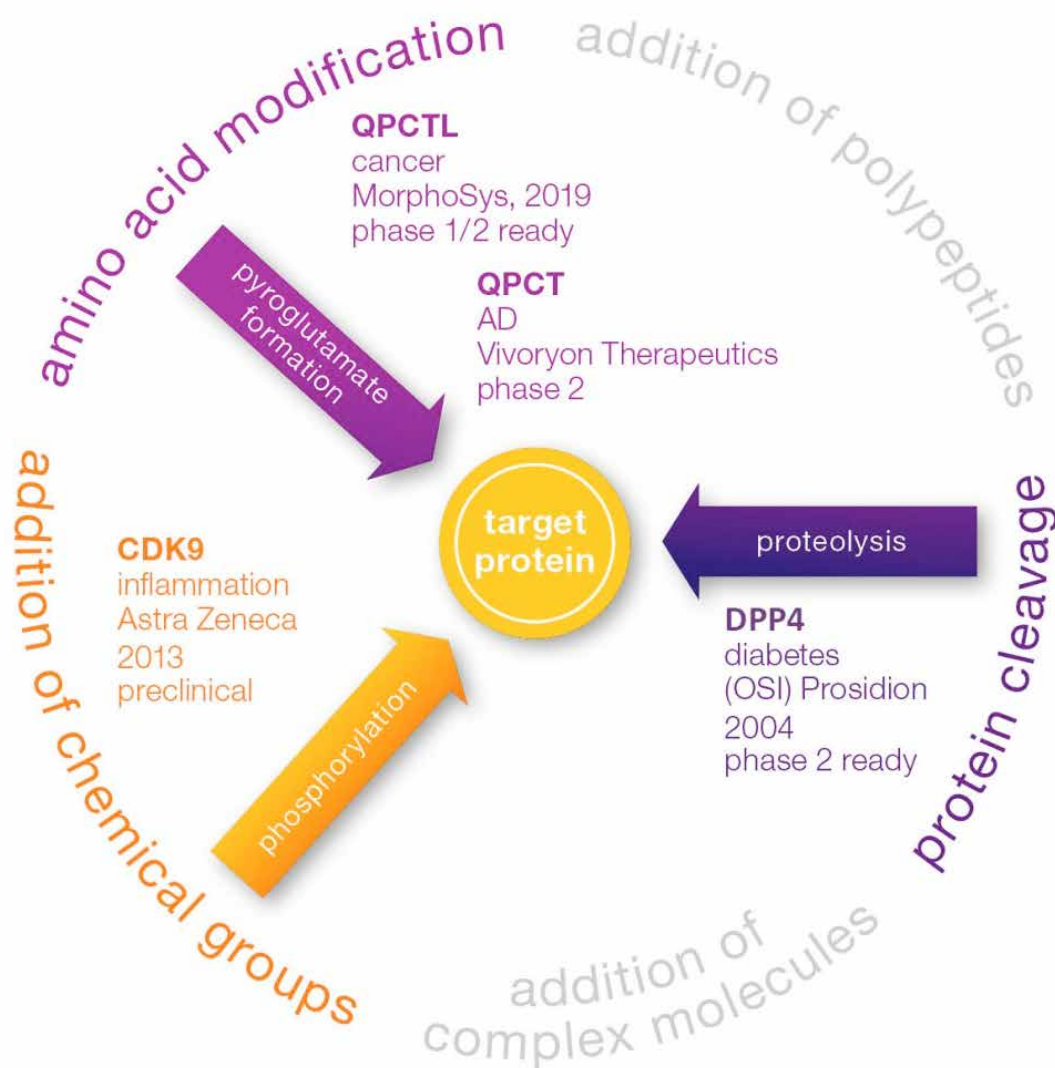 amino acid modification
addition of polypeptides
QPCTL
cancer
MorphoSys, 2019
phase 1/2 ready
pyroglutamate
formation
QPCT
AD
Vivoryon Therapeutics
phase 2
target
protein
proteolysis
protein cleavage
DPP4
diabetes
(OSI) Prosidion
2004
phase 2 ready
addition of chemical groups
CDK9
inflammation
Astra Zeneca
2013
preclinical
phosphorylation
addition of
complex molecules